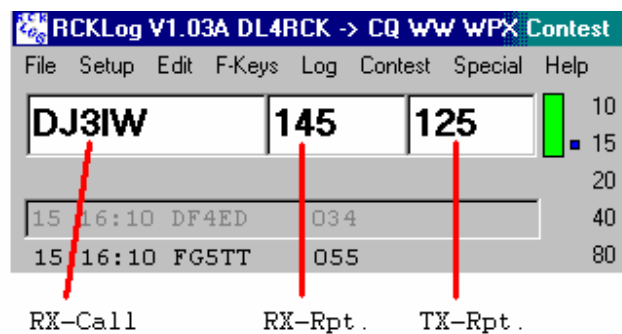 RCK LOG RCKLog V1.03A DL4RCK -> CQ WW WPX Contest
File Setup Edit F-Keys Log Contest Special Help
DJ3IW 145 125 10
15
20
15 16:10 DF4ED 034 40
15 16:10 FG5TT 055 80
RX-Call RX-Rpt. TX-Rpt.